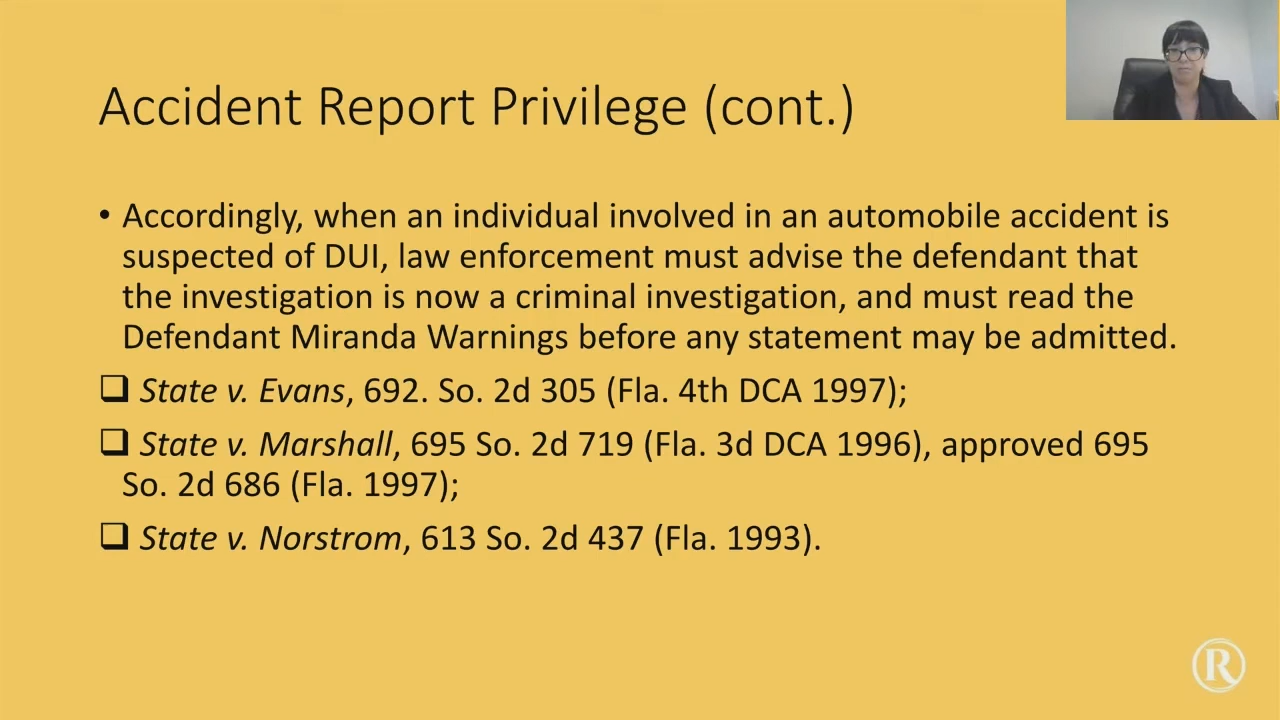 Accident Report Privilege (cont.)
• Accordingly, when an individual involved in an automobile accident is
suspected of DUI, law enforcement must advise the defendant that
the investigation is now a criminal investigation, and must read the
Defendant Miranda Warnings before any statement may be admitted.
❑ State v. Evans, 692. So. 2d 305 (Fla. 4th DCA 1997);
❑ State v. Marshall, 695 So. 2d 719 (Fla. 3d DCA 1996), approved 695
So. 2d 686 (Fla. 1997);
❑ State v. Norstrom, 613 So. 2d 437 (Fla. 1993).
R